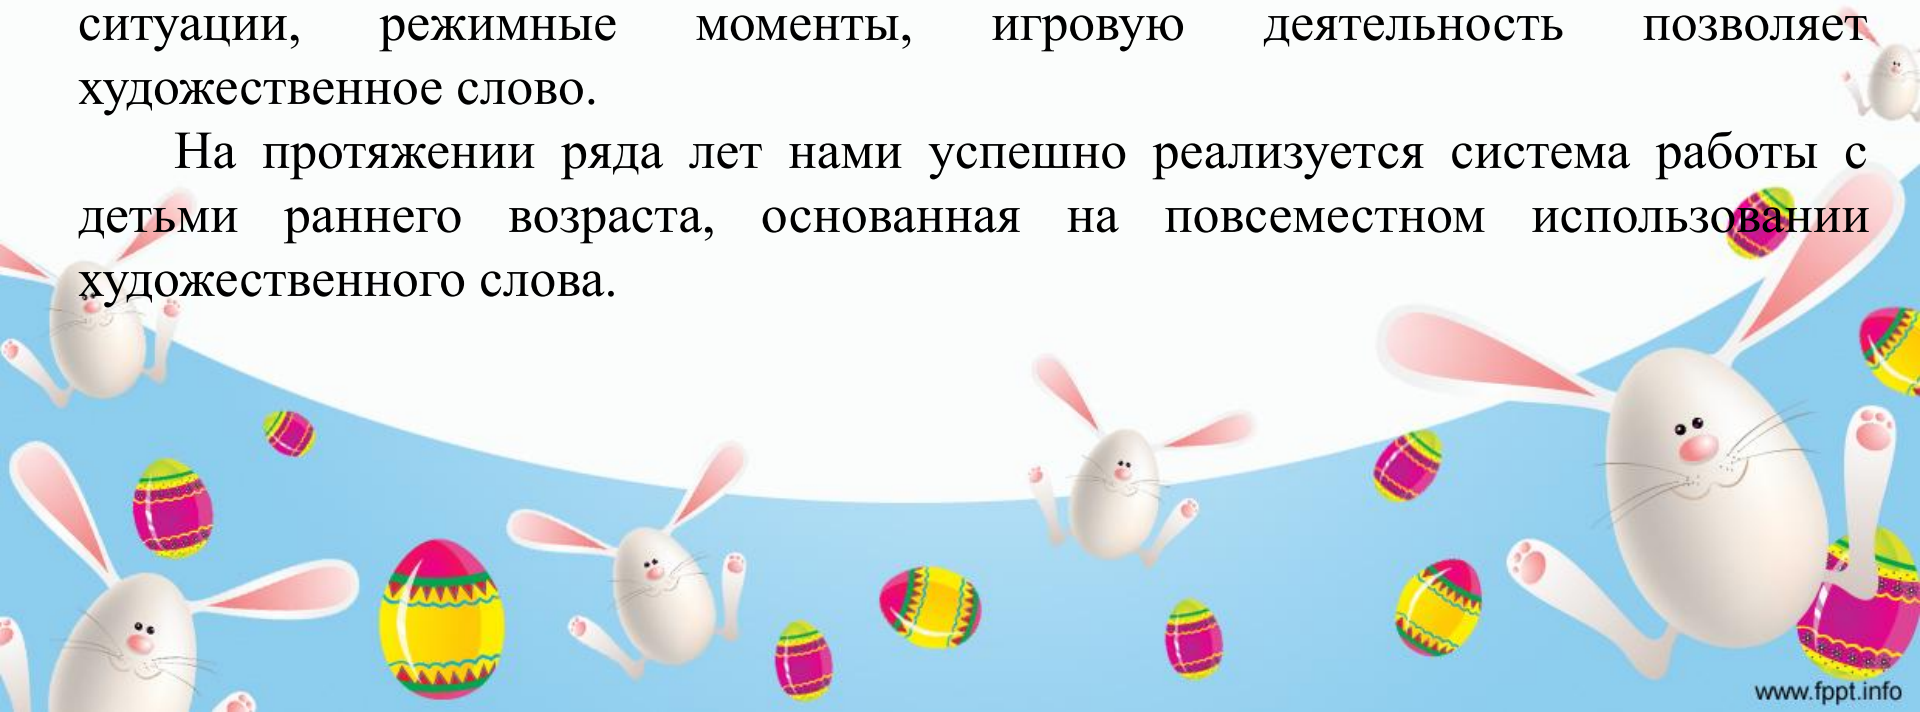 ситуации, режимные моменты, игровую деятельность позволяет
художественное слово.
На протяжении ряда лет нами успешно реализуется система работы с
детьми раннего возраста, основанная на повсеместном использовании
художественного слова.
www.fppt.info